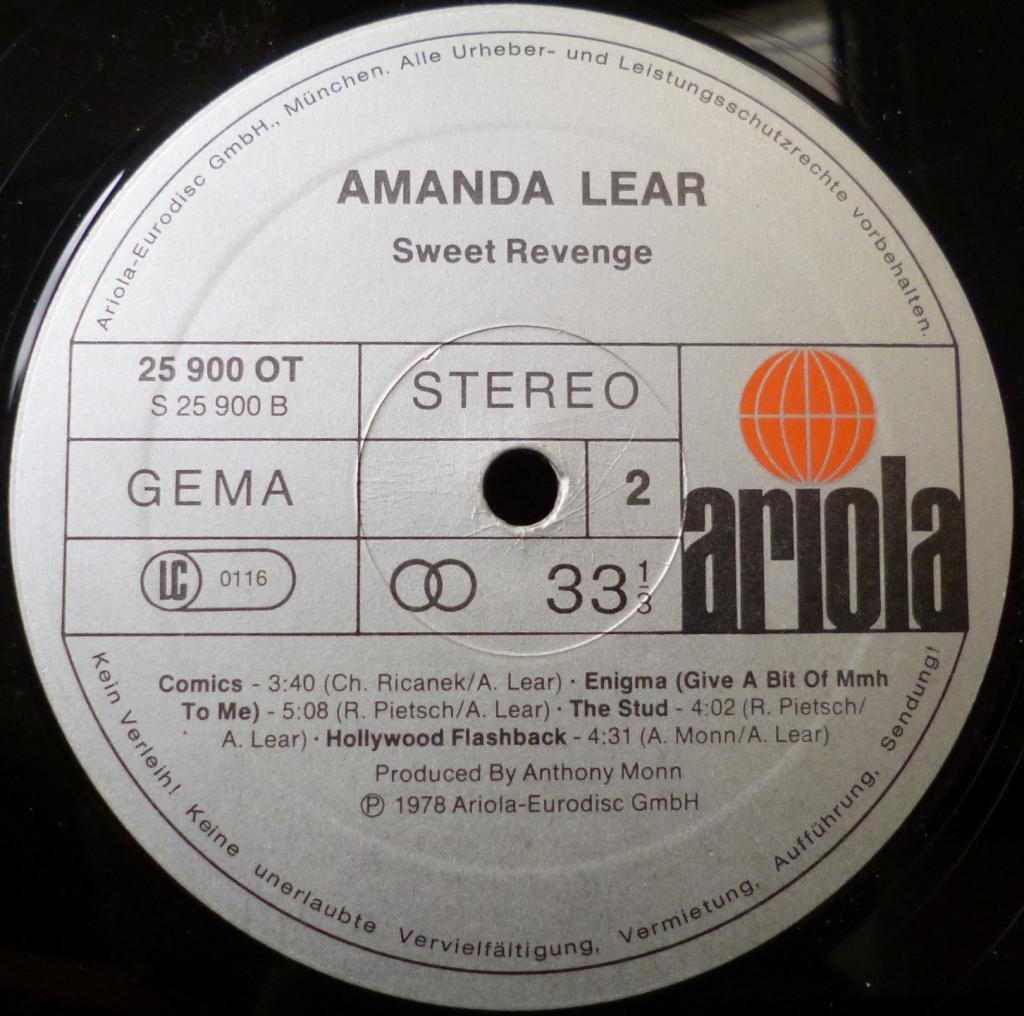 Ariola-Eurodisc GmbH., München. Alle Urheber- und Leistungsschutzrechte vorbehalten.
AMANDA LEAR
Sweet Revenge
25 900 OT
S 25 900 B
STEREO
GEMA
2
LC 0116
33 1/3
ariola
Comics - 3:40 (Ch. Ricanek/A. Lear) · Enigma (Give A Bit Of Mmh
To Me) - 5:08 (R. Pietsch/A. Lear) · The Stud - 4:02 (R. Pietsch/
A. Lear) · Hollywood Flashback - 4:31 (A. Monn/A. Lear)
Produced By Anthony Monn
℗ 1978 Ariola-Eurodisc GmbH
Kein Verleih! Keine unerlaubte Vervielfältigung, Vermietung, Aufführung, Sendung!